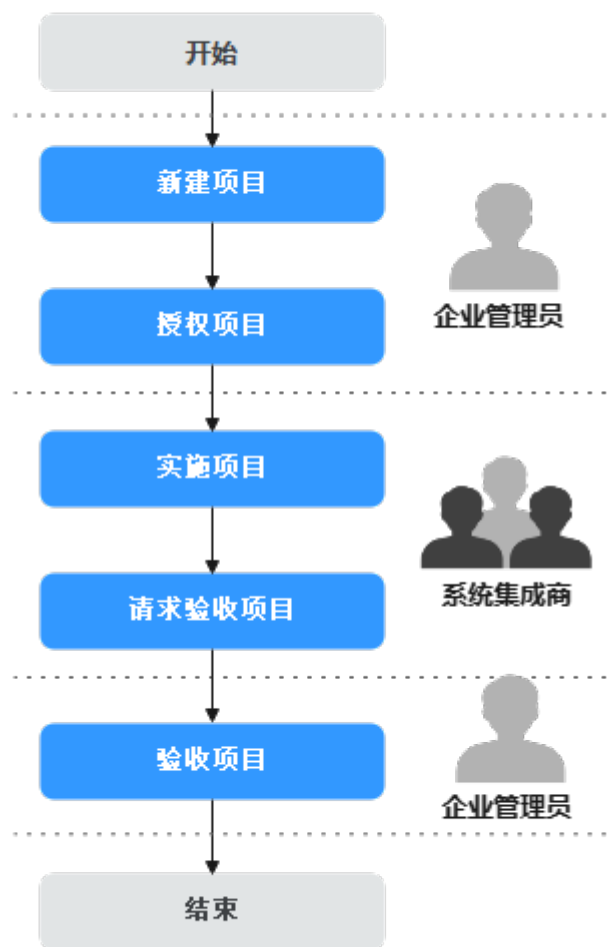 开始
新建项目
企业管理员
授权项目
实施项目
系统集成商
请求验收项目
验收项目
企业管理员
结束